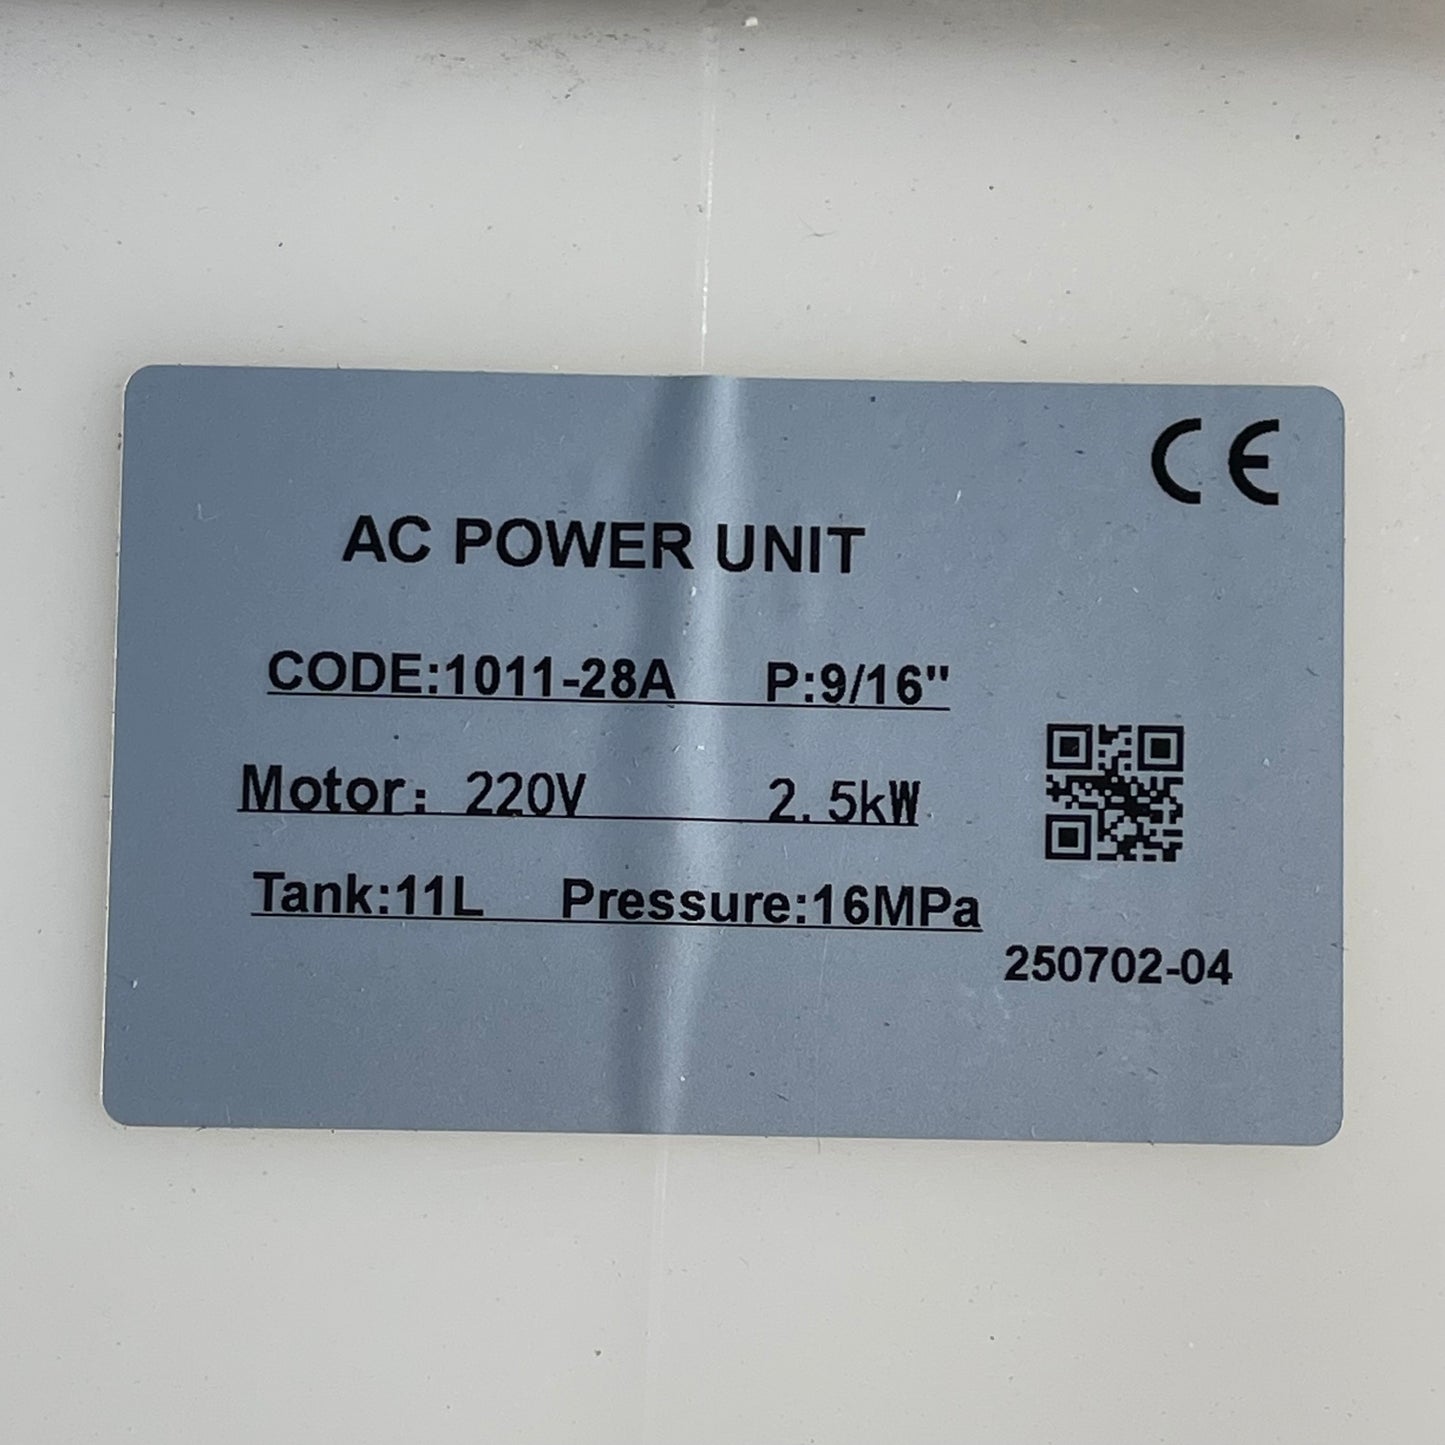 CE
AC POWER UNIT
CODE:1011-28A P:9/16"
Motor: 220V 2.5kW
Tank:11L Pressure:16MPa
250702-04